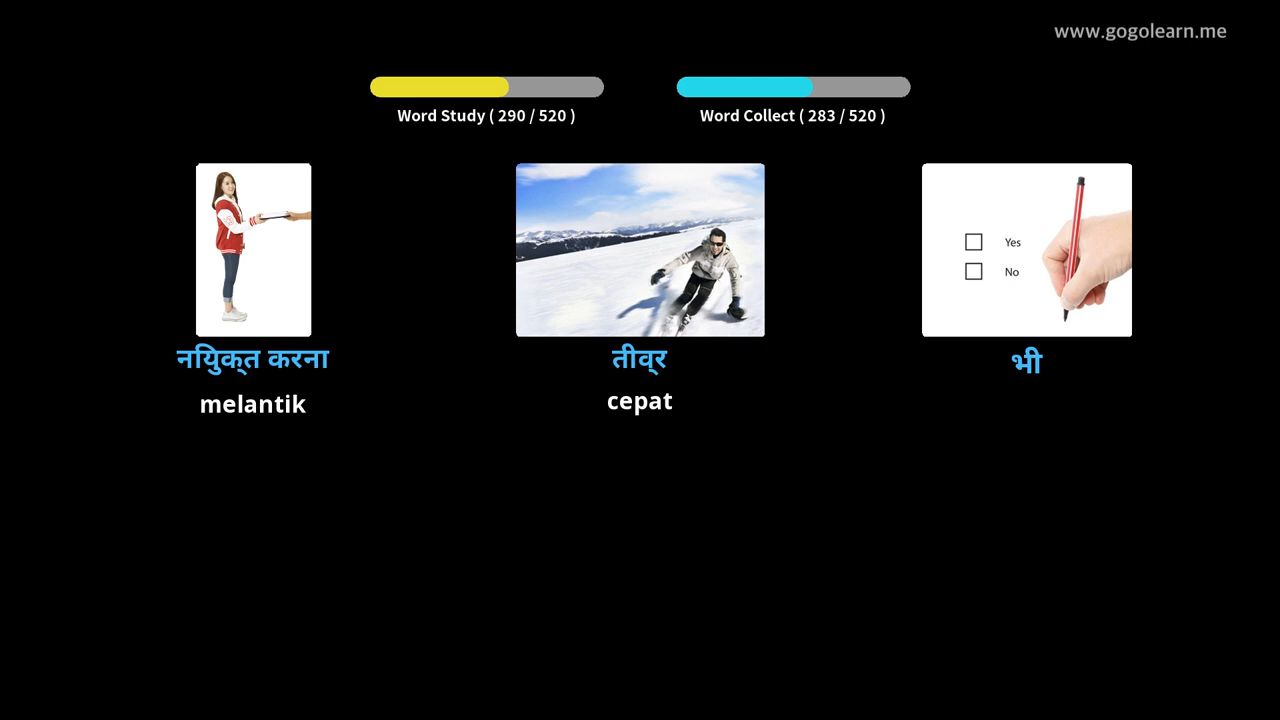 www.gogolearn.me
Word Study ( 290 / 520 )
Word Collect ( 283 / 520 )
Yes
No
नियुक्त करना
तीव्र
भी
melantik
cepat